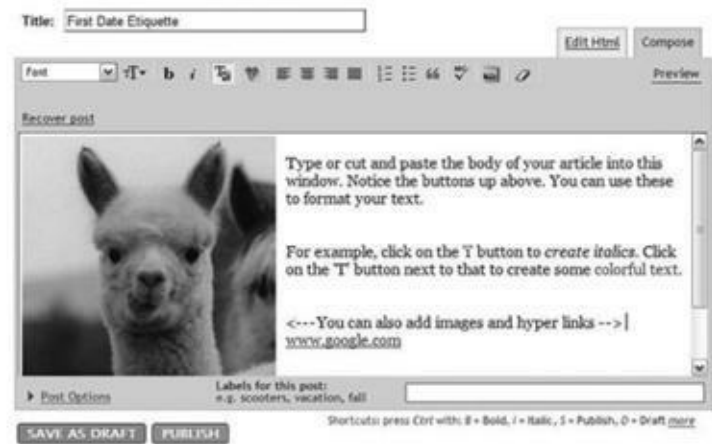 Title: First Date Etiquette
Edit Html Compose
Font T b i T
Preview
Recover post
Type or cut and paste the body of your article into this
window. Notice the buttons up above. You can use these
to format your text.
For example, click on the 'i' button to create italics. Click
on the 'T' button next to that to create some colorful text.
<---You can also add images and hyper links -->|
www.google.com
Post Options
Labels for this post:
e.g. scooters, vacation, fall
Shortcuts: press Ctrl with: B = Bold, I = Italic, S = Publish, D = Draft more
SAVE AS DRAFT PUBLISH